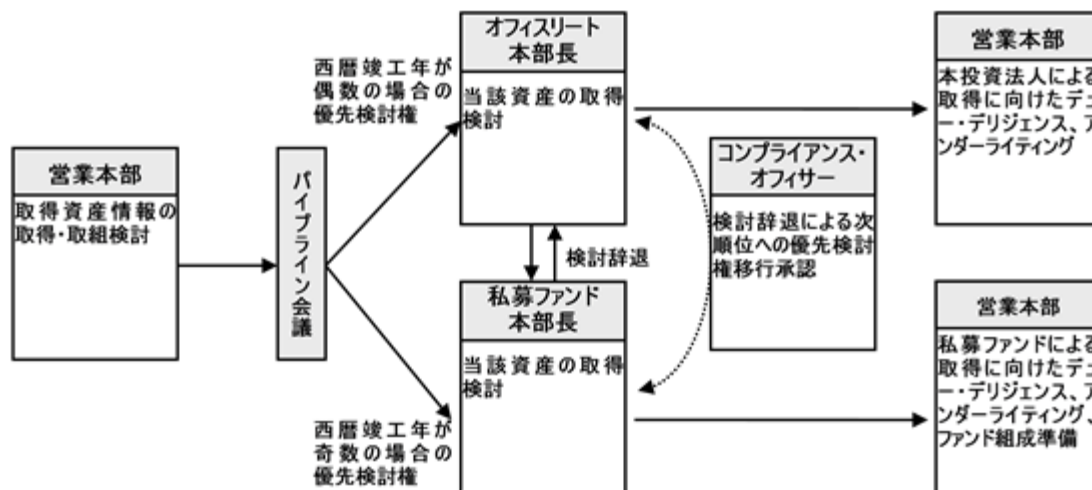 営業本部
取得資産情報の
取得・取組検討
パイプライン会議
西暦竣工年が
偶数の場合の
優先検討権
西暦竣工年が
奇数の場合の
優先検討権
オフィスリート
本部長
当該資産の取得
検討
検討辞退
私募ファンド
本部長
当該資産の取得
検討
コンプライアンス・
オフィサー
検討辞退による次
順位への優先検討
権移行承認
営業本部
本投資法人による
取得に向けたデュ
ー・デリジェンス、ア
ンダーライティング
営業本部
私募ファンドによる
取得に向けたデュ
ー・デリジェンス、ア
ンダーライティング、
ファンド組成準備